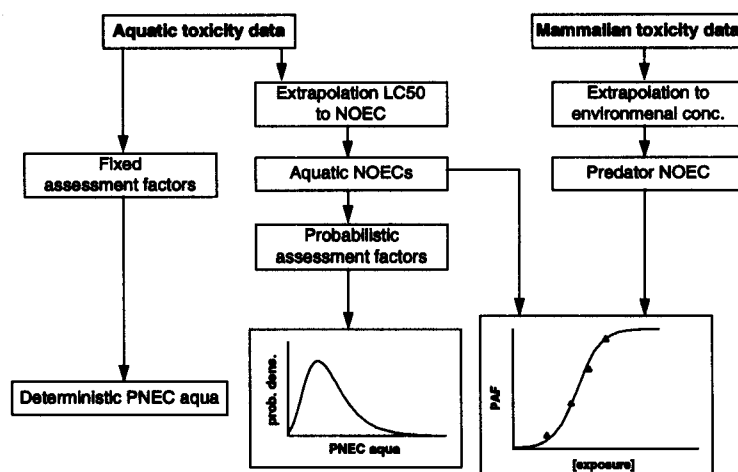 Aquatic toxicity data
Mammalian toxicity data
Extrapolation LC50
to NOEC
Extrapolation to
environmenal conc.
Fixed
assessment factors
Aquatic NOECs
Predator NOEC
Probabilistic
assessment factors
Deterministic PNEC aqua
prob. dens.
PNEC aqua
PAF
[exposure]